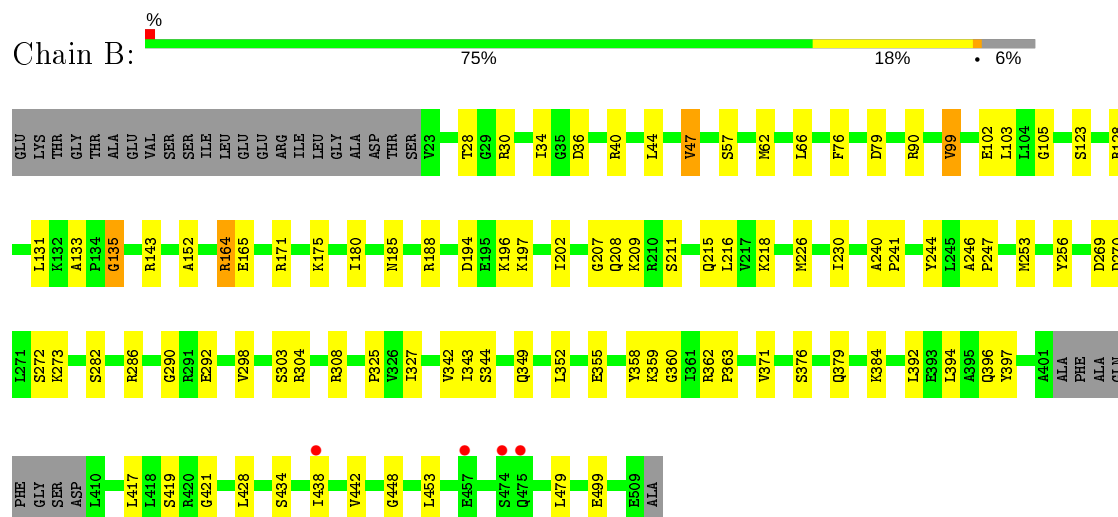 %
Chain B:
75% 18% • 6%
GLU LYS THR GLY THR ALA GLU VAL SER SER ILE LEU GLU GLU ARG ILE LEU GLY ALA ASP THR SER V23 T28 G29 R30 I34 G35 D36 R40 L44 V47 S57 M62 L66 F76 D79 R90 V99 E102 L103 L104 G105 S123
L131 K132 A133 P134 G135 R143 A152 R164 E165 R171 K175 I180 N185 R188 D194 E195 K196 K197 I202 G207 Q208 K209 R210 S211 Q215 L216 V217 K218 M226 I230 A240 P241 Y244 L245 A246 P247 M253 Y256 D269
L271 S272 K273 S282 R286 G290 R291 E292 V298 S303 R304 R308 P325 V326 I327 V342 I343 S344 Q349 L352 E355 Y358 K359 G360 I361 R362 P363 V371 S376 Q379 K384 L392 E393 L394 A395 Q396 Y397 A401 ALA PHE ALA
PHE GLY SER ASP L410 L417 L418 S419 R420 G421 L428 S434 I438 V442 G448 L453 E457 S474 Q475 L479 E499 E509 ALA